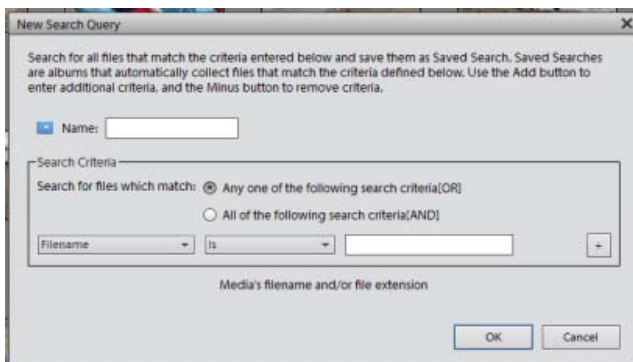 New Search Query
Search for all files that match the criteria entered below and save them as Saved Search. Saved Searches
are albums that automatically collect files that match the criteria defined below. Use the Add button to
enter additional criteria, and the Minus button to remove criteria.
Name:
Search Criteria
Search for files which match: Any one of the following search criteria[OR]
All of the following search criteria[AND]
Filename Is +
Media's filename and/or file extension
OK Cancel